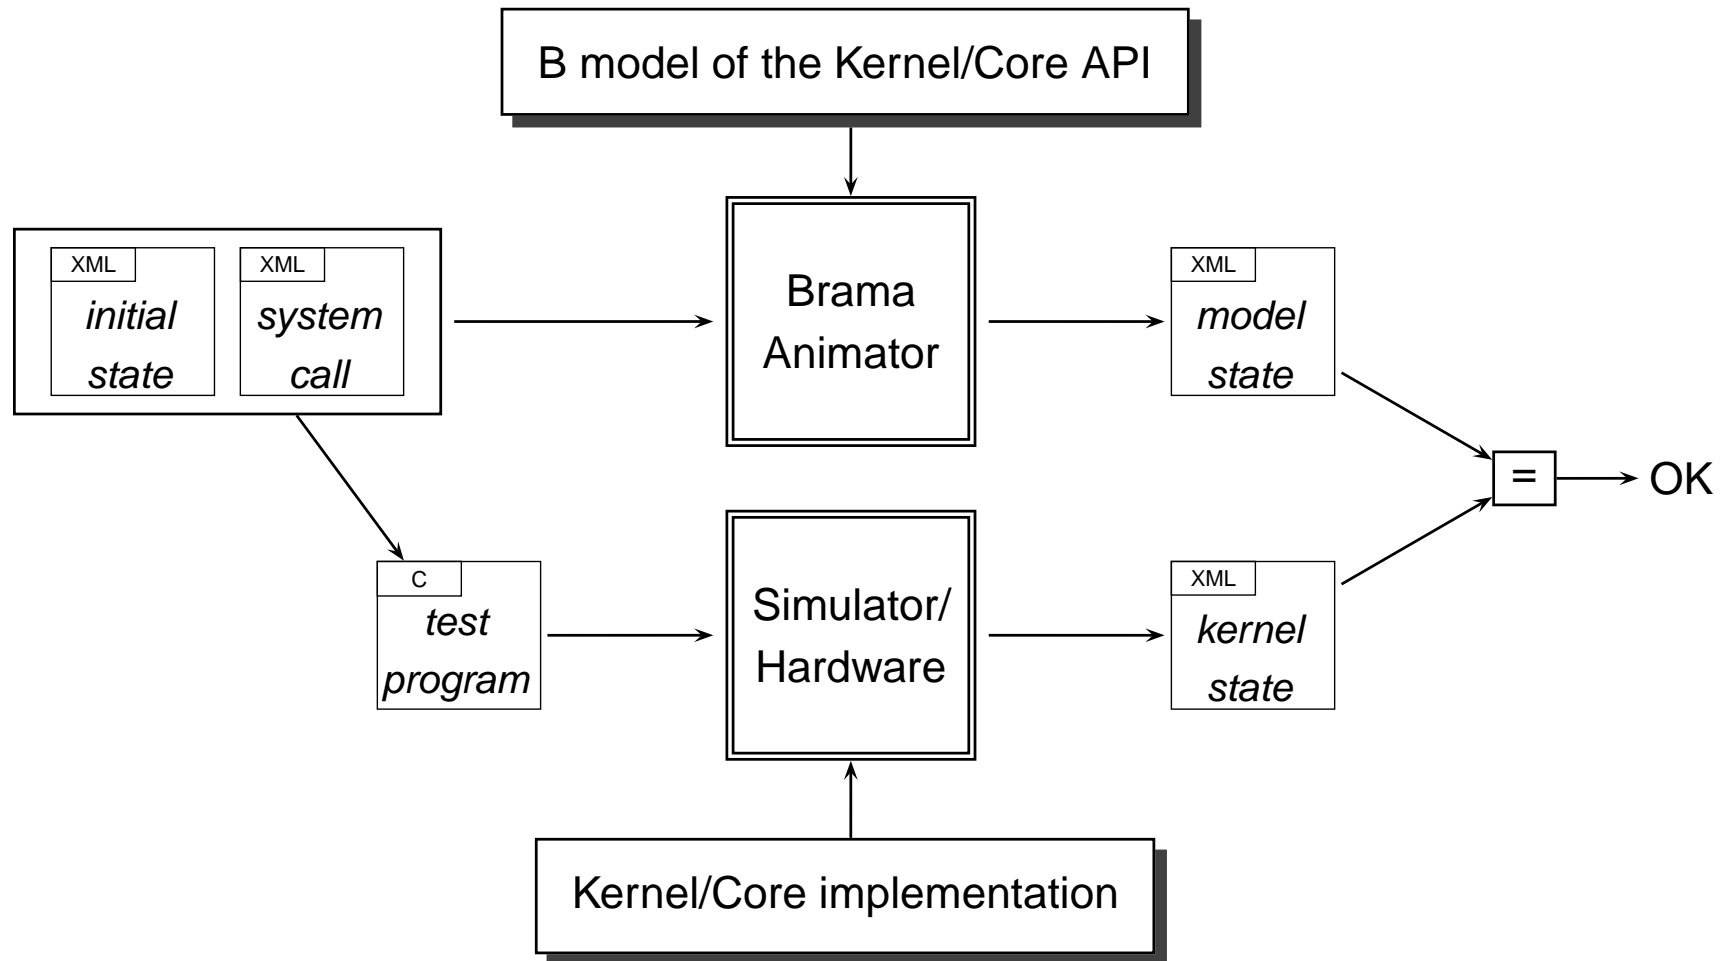 B model of the Kernel/Core API
XML
initial
state
XML
system
call
Brama
Animator
XML
model
state
=
OK
C
test
program
Simulator/
Hardware
XML
kernel
state
Kernel/Core implementation